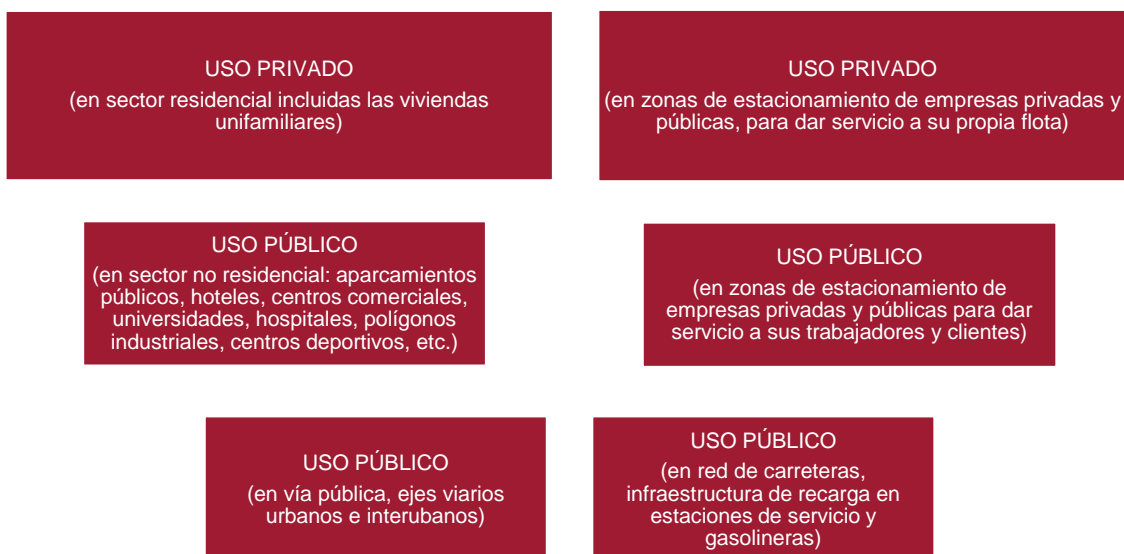 USO PRIVADO
(en sector residencial incluidas las viviendas
unifamiliares)
USO PRIVADO
(en zonas de estacionamiento de empresas privadas y
públicas, para dar servicio a su propia flota)
USO PÚBLICO
(en sector no residencial: aparcamientos
públicos, hoteles, centros comerciales,
universidades, hospitales, polígonos
industriales, centros deportivos, etc.)
USO PÚBLICO
(en zonas de estacionamiento de
empresas privadas y públicas para dar
servicio a sus trabajadores y clientes)
USO PÚBLICO
(en vía pública, ejes viarios
urbanos e interubanos)
USO PÚBLICO
(en red de carreteras,
infraestructura de recarga en
estaciones de servicio y
gasolineras)